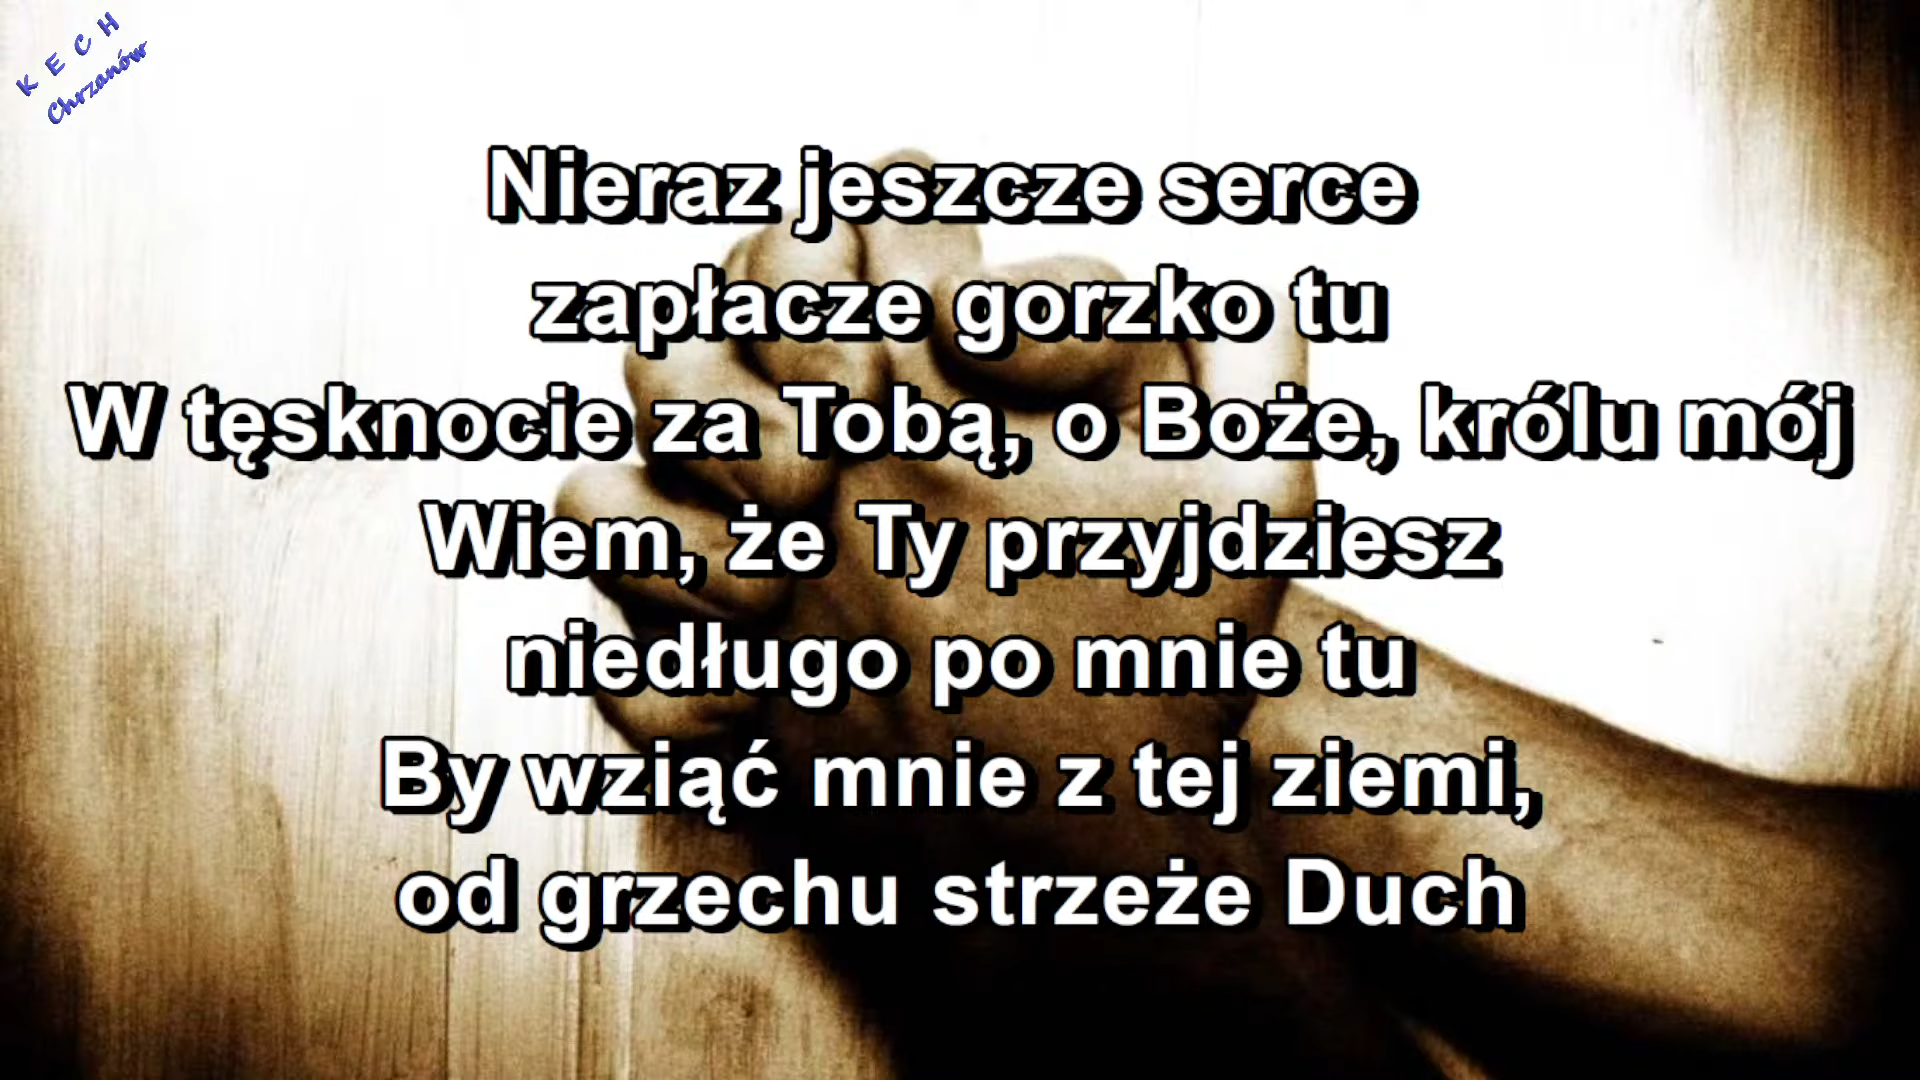 K E C H
Chrzanów
Nieraz jeszcze serce
zapłacze gorzko tu
W tęsknocie za Tobą, o Boże, królu mój
Wiem, że Ty przyjdziesz
niedługo po mnie tu
By wziąć mnie z tej ziemi,
od grzechu strzeże Duch